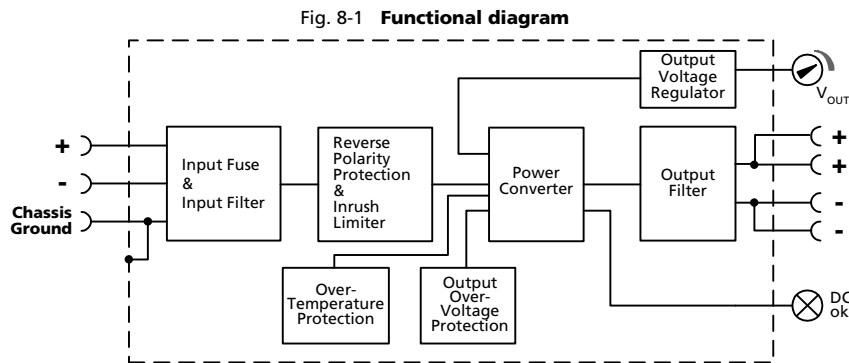 Fig. 8-1 Functional diagram
Output
Voltage
Regulator
VOUT
+
-
Chassis
Ground
Input Fuse
&
Input Filter
Reverse
Polarity
Protection
&
Inrush
Limiter
Power
Converter
Output
Filter
+
+
-
-
Over-
Temperature
Protection
Output
Over-
Voltage
Protection
DC
ok